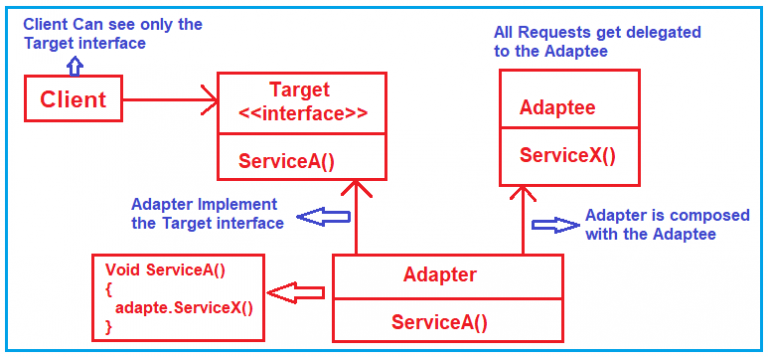 Client Can see only the
Target interface
All Requests get delegated
to the Adaptee
Client
Target
<<interface>>
ServiceA()
Adaptee
ServiceX()
Adapter Implement
the Target interface
Adapter is composed
with the Adaptee
Void ServiceA()
{
adapte.ServiceX()
}
Adapter
ServiceA()